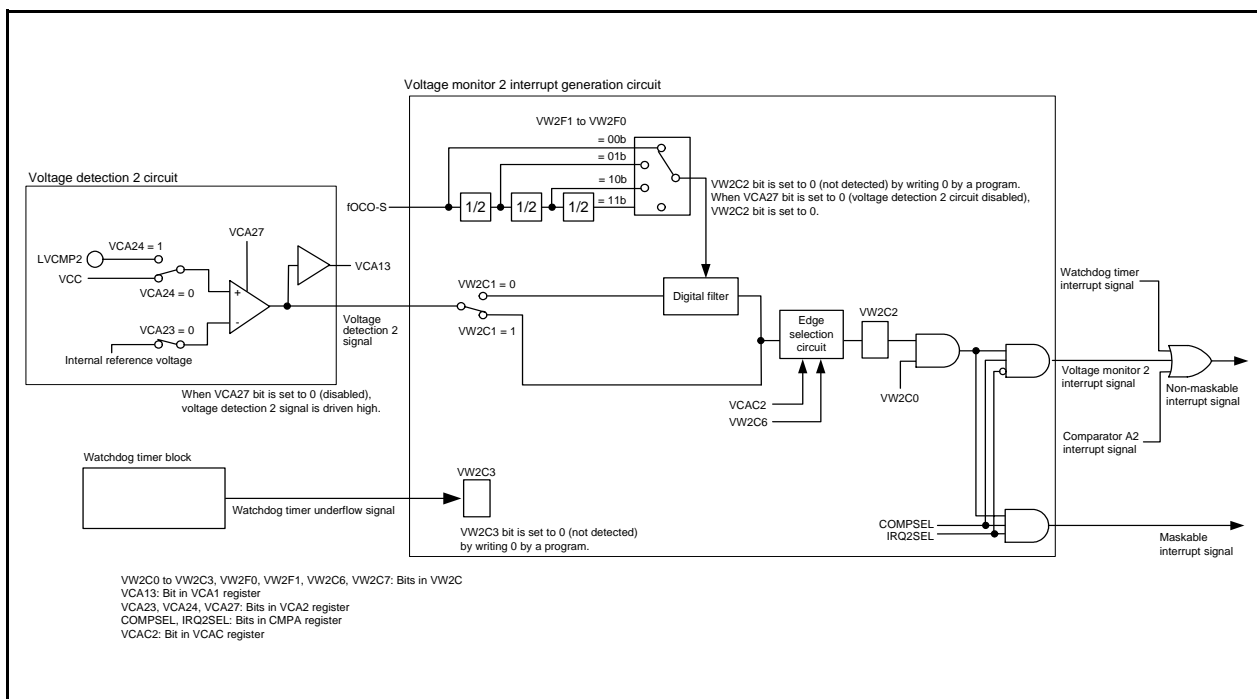 Voltage monitor 2 interrupt generation circuit
VW2F1 to VW2F0
= 00b
= 01b
= 10b
= 11b
fOCO-S
1/2
1/2
1/2
VW2C2 bit is set to 0 (not detected) by writing 0 by a program.
When VCA27 bit is set to 0 (voltage detection 2 circuit disabled),
VW2C2 bit is set to 0.
Voltage detection 2 circuit
VCA27
LVCMP2
VCA24 = 1
VCC
VCA24 = 0
+
-
VCA23 = 0
Internal reference voltage
VCA13
Voltage
detection 2
signal
When VCA27 bit is set to 0 (disabled),
voltage detection 2 signal is driven high.
VW2C1 = 0
VW2C1 = 1
Digital filter
Edge
selection
circuit
VW2C2
VCAC2
VW2C6
VW2C0
Watchdog timer
interrupt signal
Voltage monitor 2
interrupt signal
Non-maskable
interrupt signal
Comparator A2
interrupt signal
COMPSEL
IRQ2SEL
Maskable
interrupt signal
Watchdog timer block
Watchdog timer underflow signal
VW2C3
VW2C3 bit is set to 0 (not detected)
by writing 0 by a program.
VW2C0 to VW2C3, VW2F0, VW2F1, VW2C6, VW2C7: Bits in VW2C
VCA13: Bit in VCA1 register
VCA23, VCA24, VCA27: Bits in VCA2 register
COMPSEL, IRQ2SEL: Bits in CMPA register
VCAC2: Bit in VCAC register